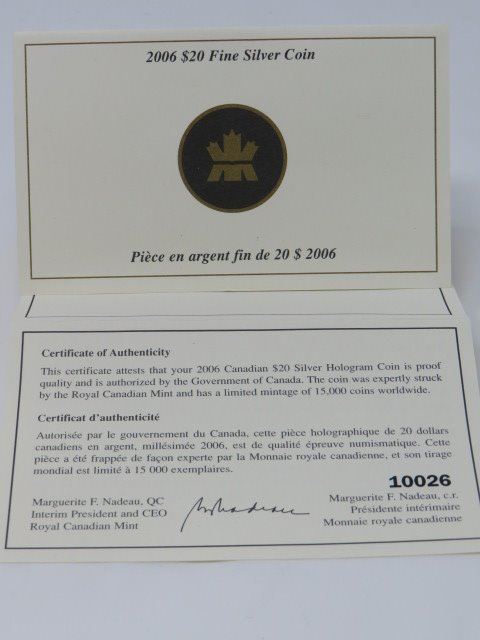 2006 $20 Fine Silver Coin
Pièce en argent fin de 20 $ 2006
Certificate of Authenticity
This certificate attests that your 2006 Canadian $20 Silver Hologram Coin is proof
quality and is authorized by the Government of Canada. The coin was expertly struck
by the Royal Canadian Mint and has a limited mintage of 15,000 coins worldwide.
Certificat d'authenticité
Autorisée par le gouvernement du Canada, cette pièce holographique de 20 dollars
canadiens en argent, millésimée 2006, est de qualité épreuve numismatique. Cette
pièce a été frappée de façon experte par la Monnaie royale canadienne, et son tirage
mondial est limité à 15 000 exemplaires.
10026
Marguerite F. Nadeau, QC
Interim President and CEO
Royal Canadian Mint
Marguerite F. Nadeau, c.r.
Présidente intérimaire
Monnaie royale canadienne